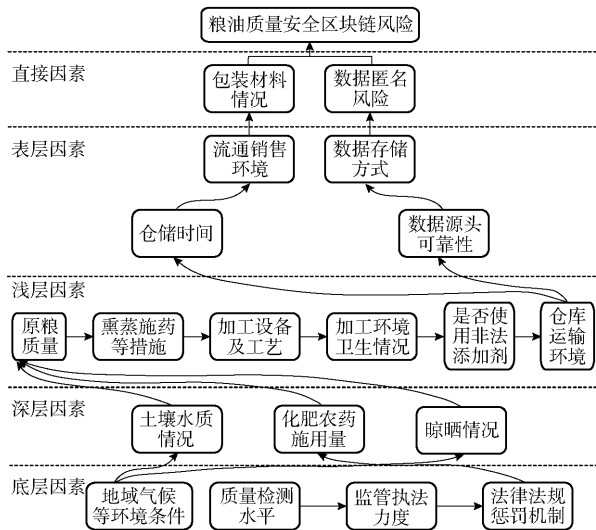 粮油质量安全区块链风险
直接因素
包装材料
情况
数据匿名
风险
表层因素
流通销售
环境
数据存储
方式
仓储时间
数据源头
可靠性
浅层因素
原粮
质量
熏蒸施药
等措施
加工设备
及工艺
加工环境
卫生情况
是否使
用非法
添加剂
仓库
运输
环境
深层因素
土壤水质
情况
化肥农药
施用量
晾晒情况
底层因素
地域气候
等环境条件
质量检测
水平
监管执法
力度
法律法规
惩罚机制